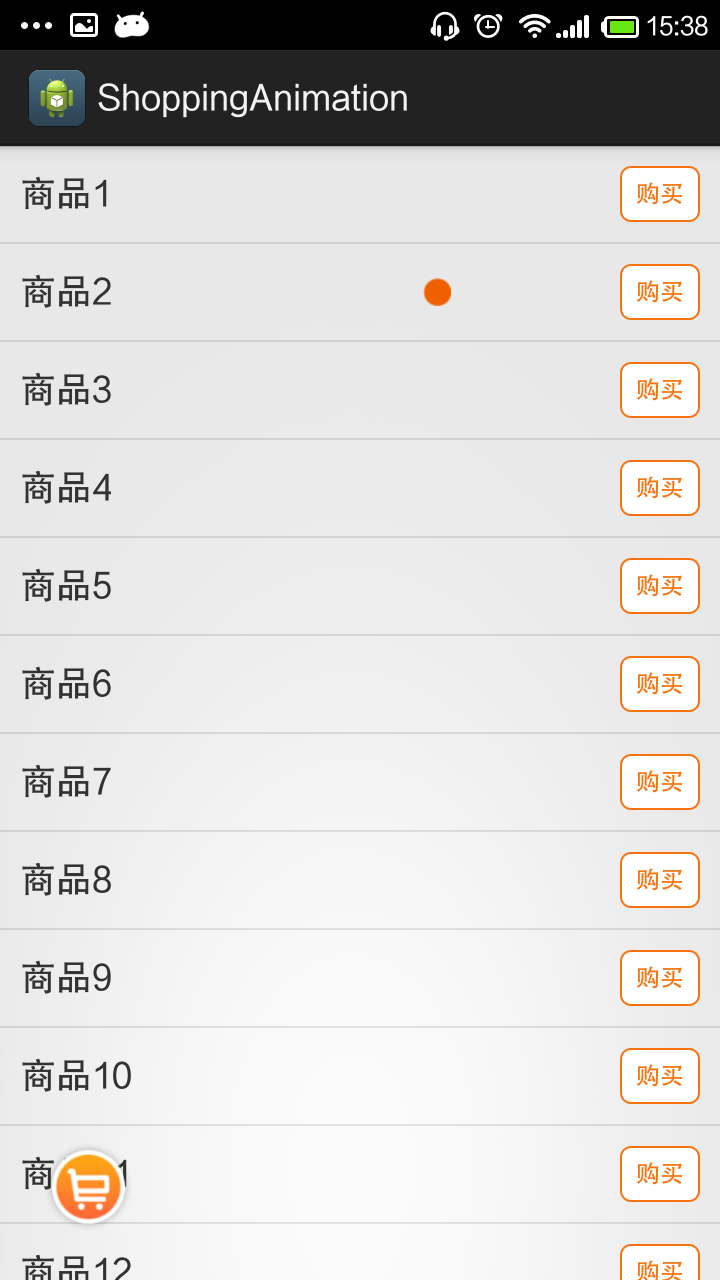 15:38
ShoppingAnimation
商品1 购买
商品2 购买
商品3 购买
商品4 购买
商品5 购买
商品6 购买
商品7 购买
商品8 购买
商品9 购买
商品10 购买
商 1 购买
商品12 购买